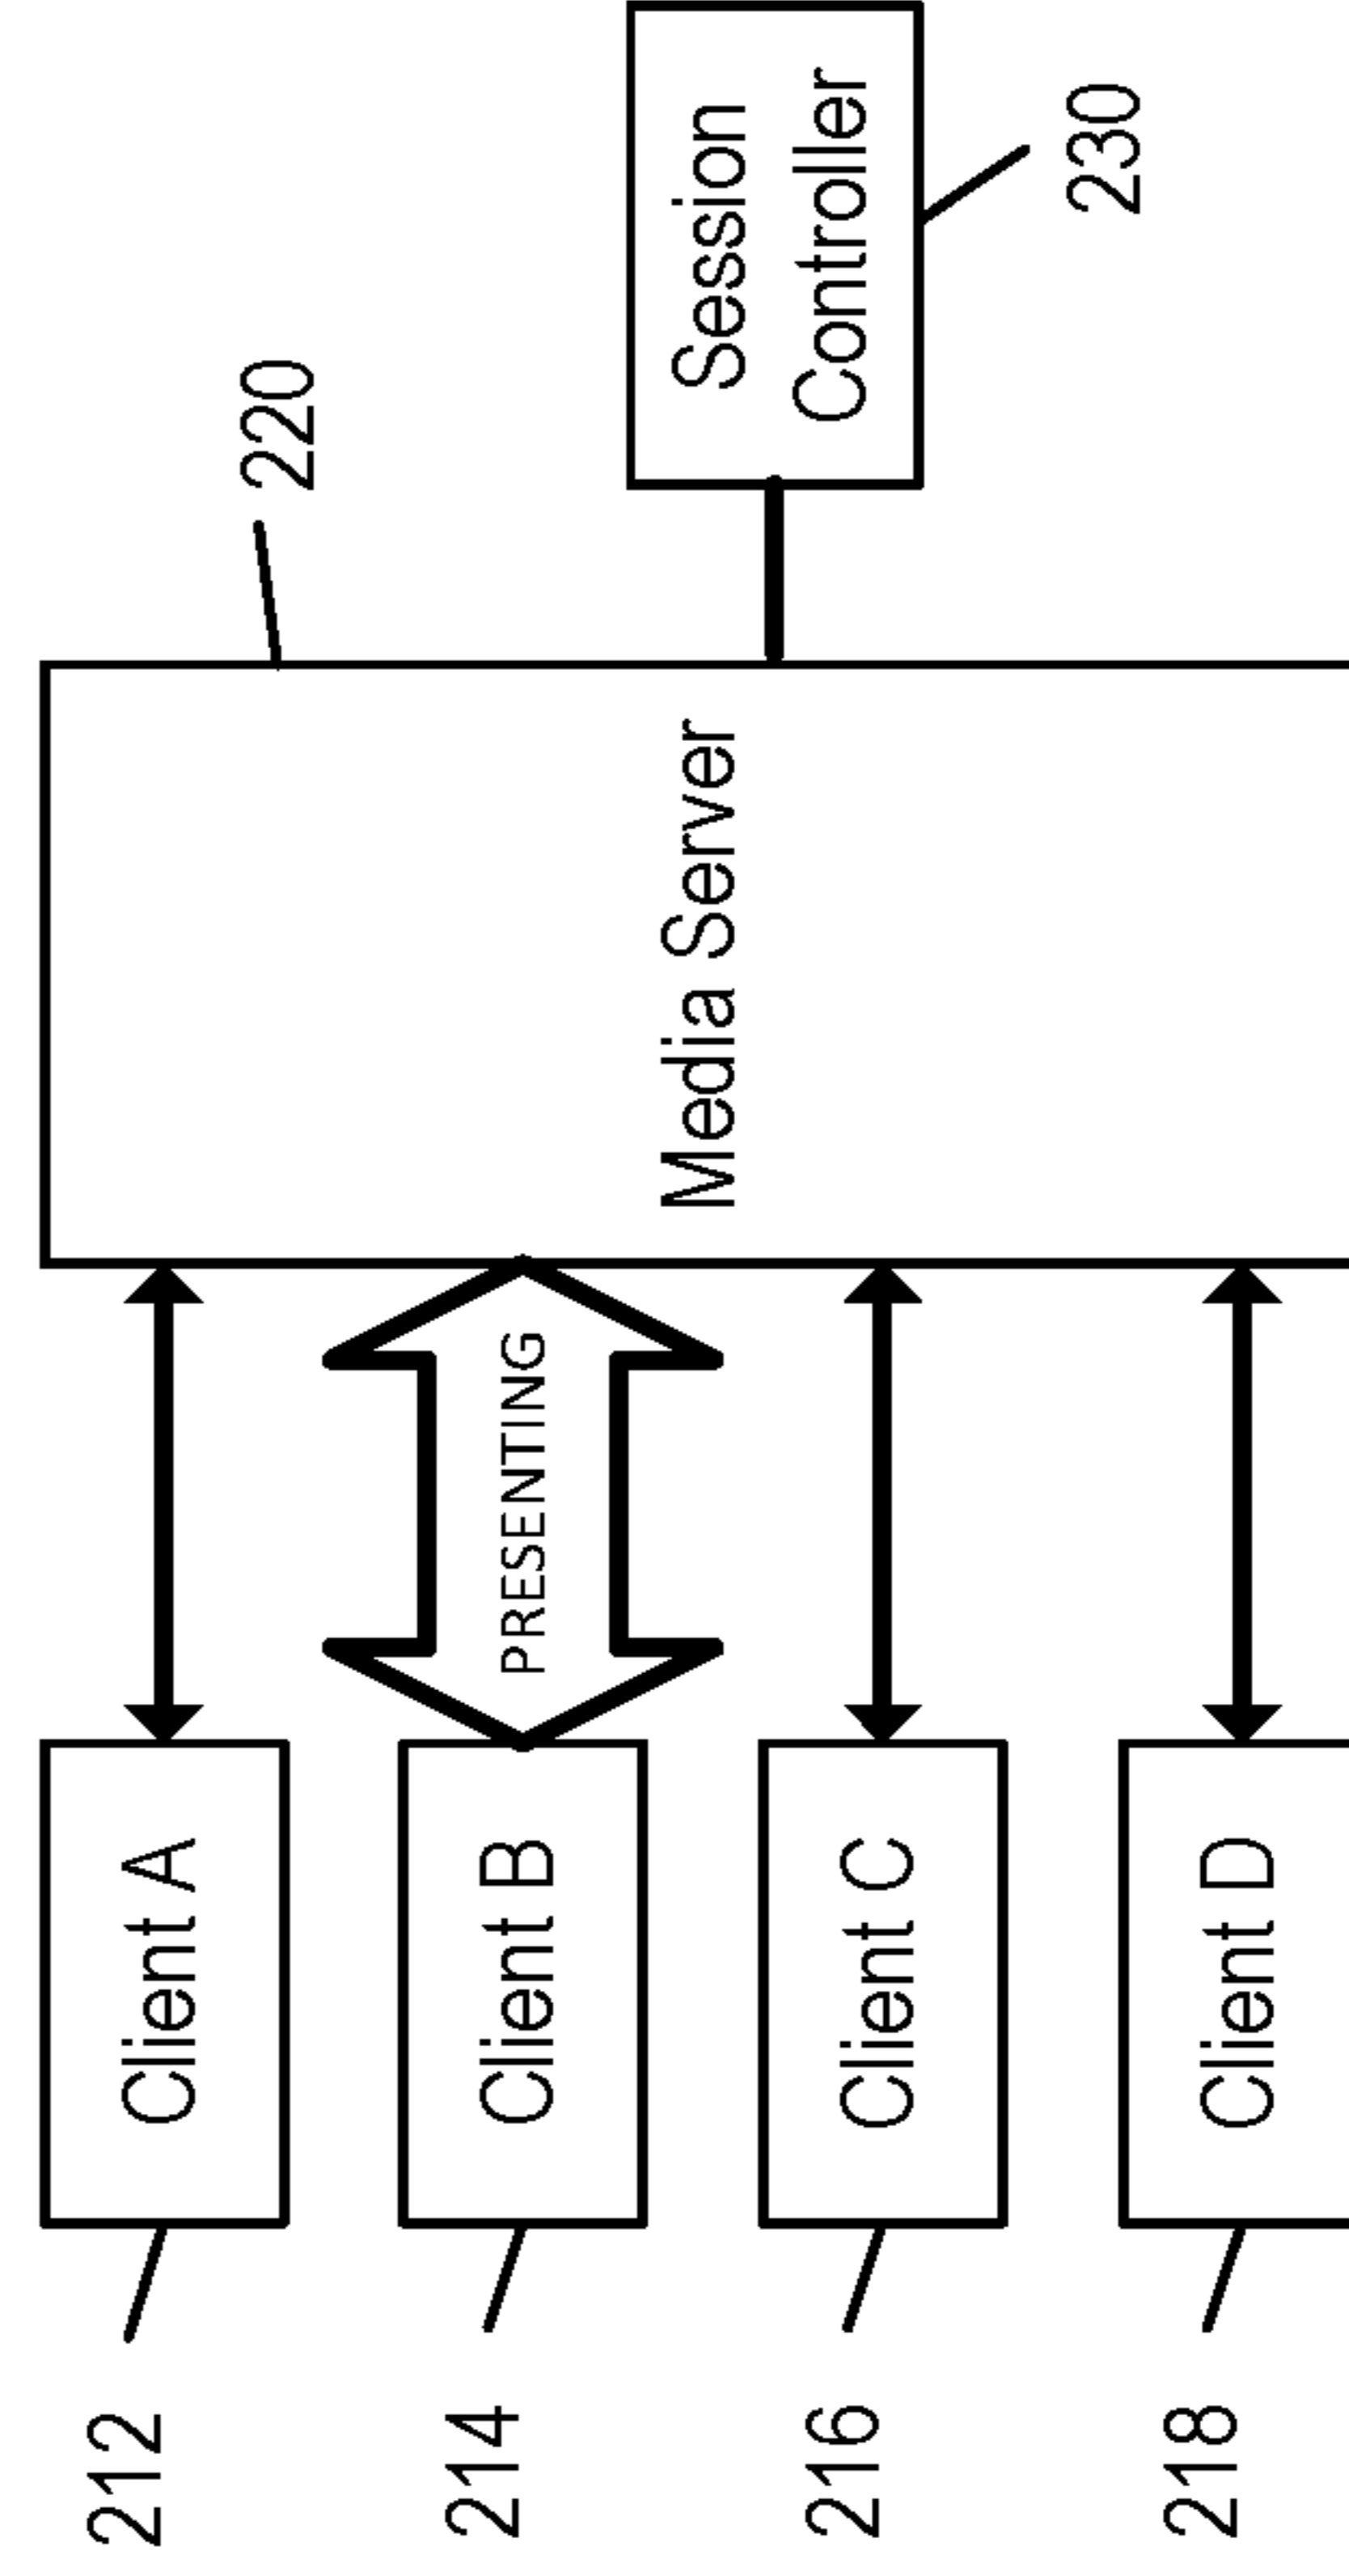 212
Client A
220
214
Client B
PRESENTING
Media Server
Session
Controller
216
Client C
230
218
Client D